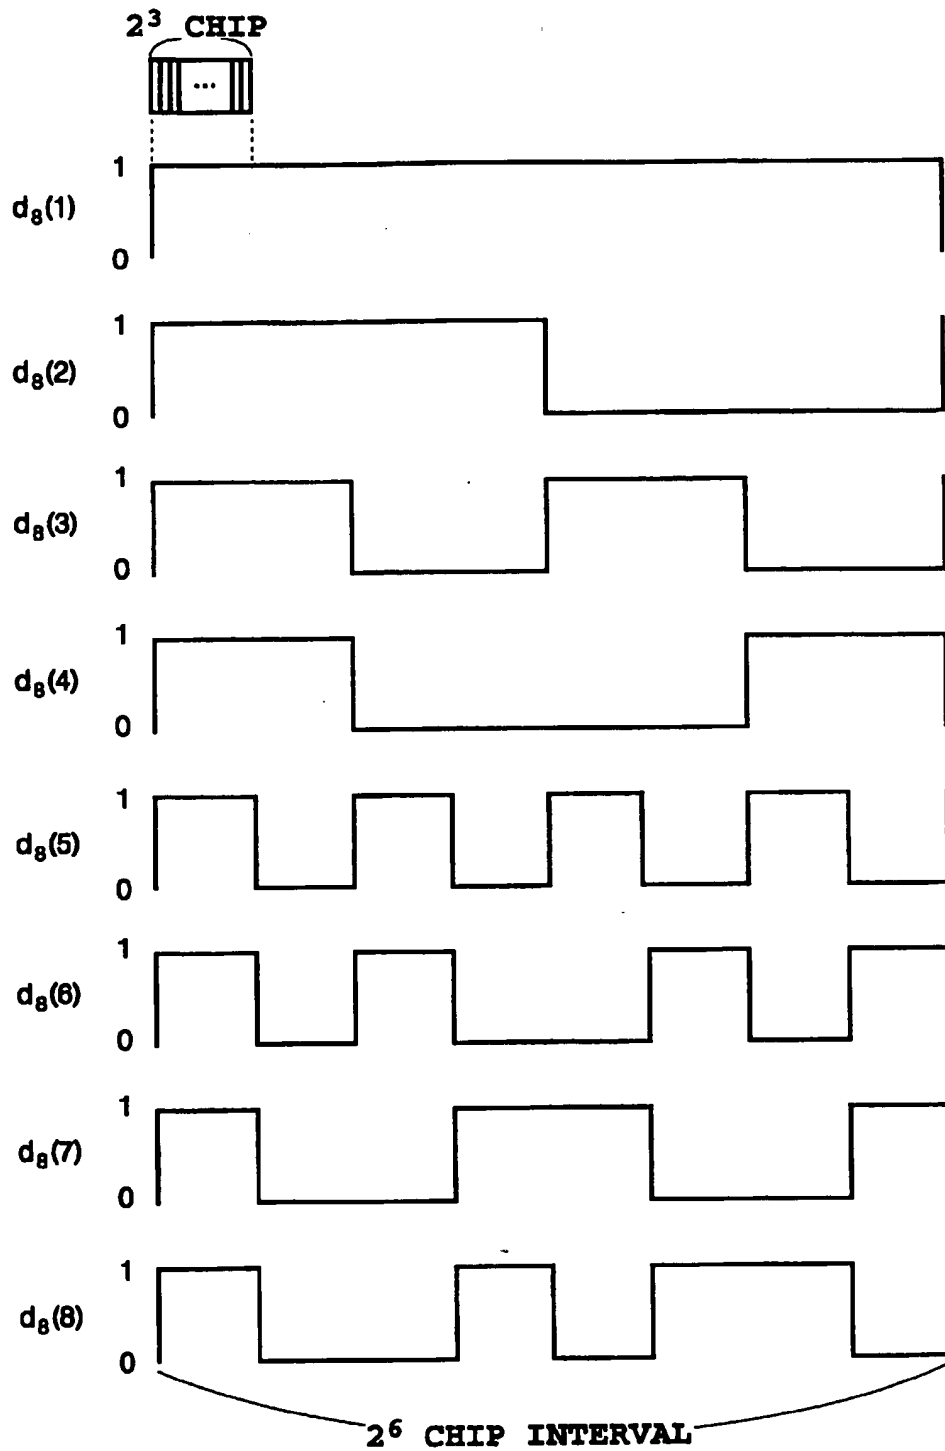 2³ CHIP
...
1
d₈(1)
0
1
d₈(2)
0
1
d₈(3)
0
1
d₈(4)
0
1
d₈(5)
0
1
d₈(6)
0
1
d₈(7)
0
1
d₈(8)
0
2⁶ CHIP INTERVAL